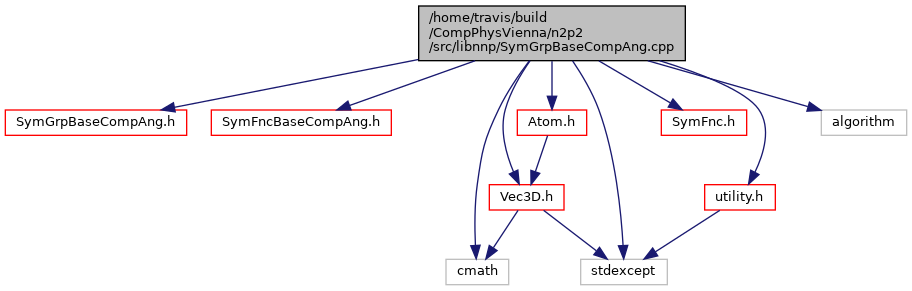 /home/travis/build
/CompPhysVienna/n2p2
/src/libnnp/SymGrpBaseCompAng.cpp
SymGrpBaseCompAng.h
SymFncBaseCompAng.h
Atom.h
SymFnc.h
algorithm
Vec3D.h
utility.h
cmath
stdexcept